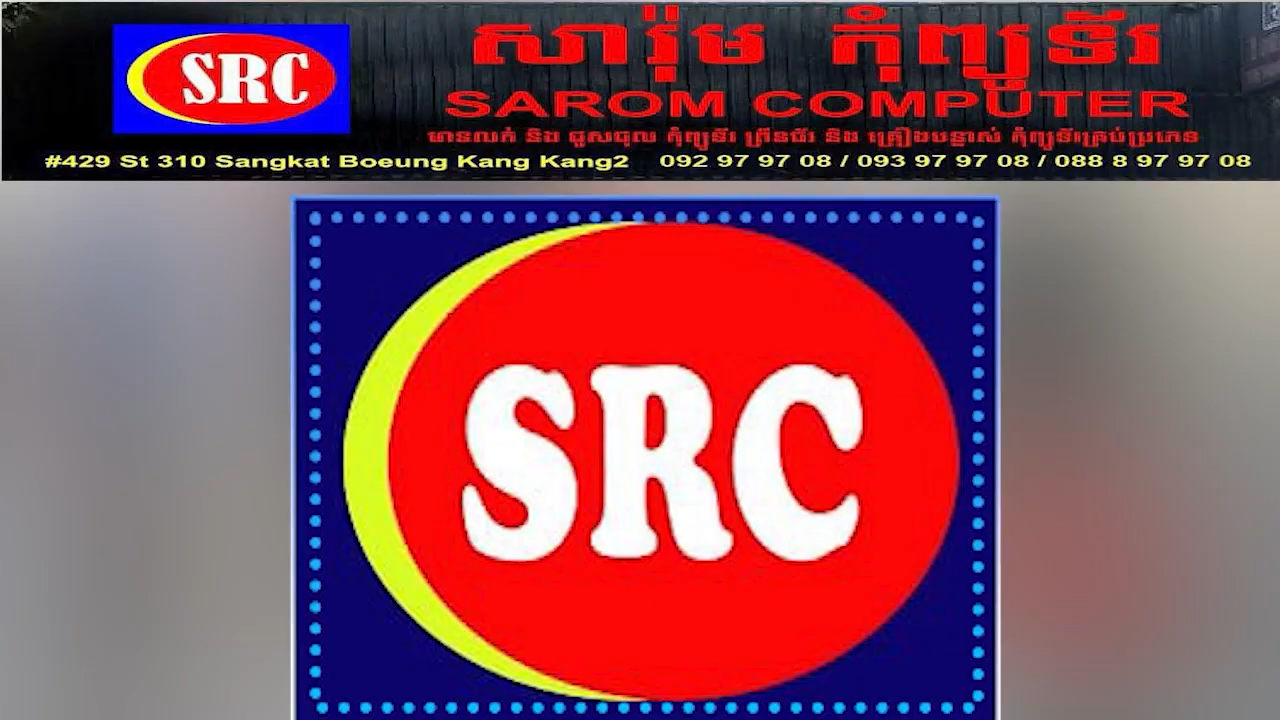 SRC
សារ៉ុម កុំព្យូទ័រ
SAROM COMPUTER
មានលក់ និង ជួសជុល កុំព្យូទ័រ ព្រីនធ័រ និង គ្រឿងបន្លាស់ កុំព្យូទ័រគ្រប់ប្រភេទ
#429 St 310 Sangkat Boeung Kang Kang2 092 97 97 08 / 093 97 97 08 / 088 8 97 97 08
SRC